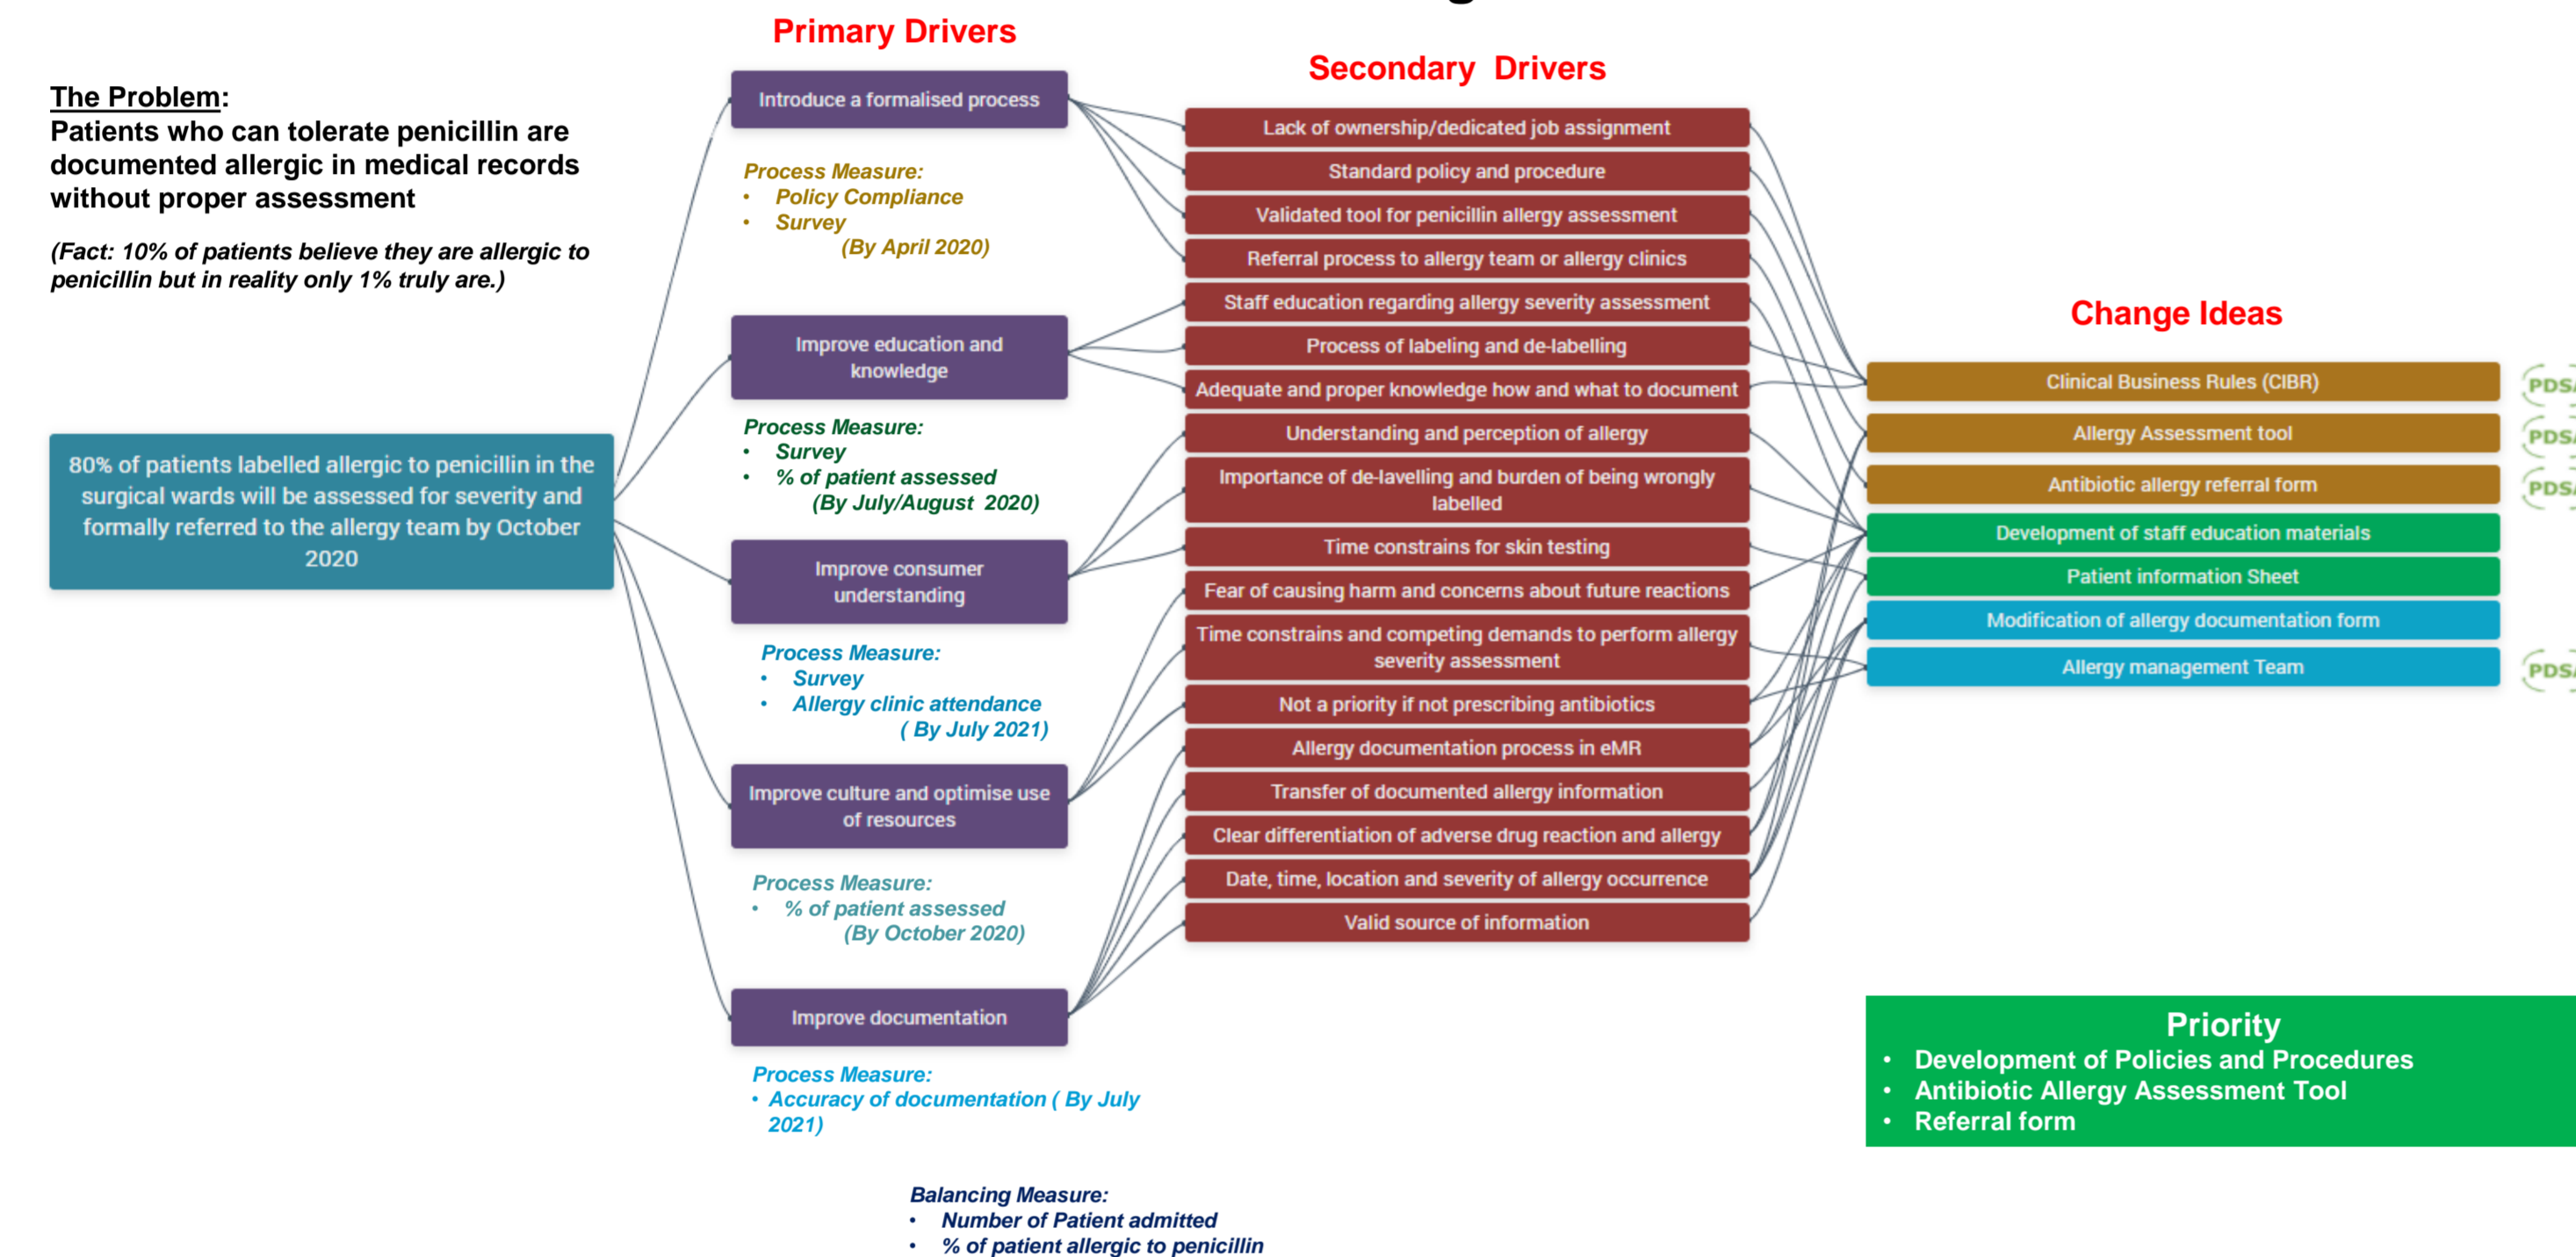 Primary Drivers
Secondary Drivers
The Problem:
Patients who can tolerate penicillin are
documented allergic in medical records
without proper assessment
(Fact: 10% of patients believe they are allergic to
penicillin but in reality only 1% truly are.)
80% of patients labelled allergic to penicillin in the
surgical wards will be assessed for severity and
formally referred to the allergy team by October
2020
Introduce a formalised process
Process Measure:
• Policy Compliance
• Survey
(By April 2020)
Improve education and
knowledge
Process Measure:
• Survey
• % of patient assessed
(By July/August 2020)
Improve consumer
understanding
Process Measure:
• Survey
• Allergy clinic attendance
( By July 2021)
Improve culture and optimise use
of resources
Process Measure:
• % of patient assessed
(By October 2020)
Improve documentation
Process Measure:
• Accuracy of documentation ( By July
2021)
Lack of ownership/dedicated job assignment
Standard policy and procedure
Validated tool for penicillin allergy assessment
Referral process to allergy team or allergy clinics
Staff education regarding allergy severity assessment
Process of labeling and de-labelling
Adequate and proper knowledge how and what to document
Understanding and perception of allergy
Importance of de-lavelling and burden of being wrongly
labelled
Time constrains for skin testing
Fear of causing harm and concerns about future reactions
Time constrains and competing demands to perform allergy
severity assessment
Not a priority if not prescribing antibiotics
Allergy documentation process in eMR
Transfer of documented allergy information
Clear differentiation of adverse drug reaction and allergy
Date, time, location and severity of allergy occurrence
Valid source of information
Change Ideas
Clinical Business Rules (CIBR)
PDS
Allergy Assessment tool
PDS
Antibiotic allergy referral form
PDS
Development of staff education materials
Patient information Sheet
Modification of allergy documentation form
Allergy management Team
PDS
Priority
• Development of Policies and Procedures
• Antibiotic Allergy Assessment Tool
• Referral form
Balancing Measure:
• Number of Patient admitted
• % of patient allergic to penicillin